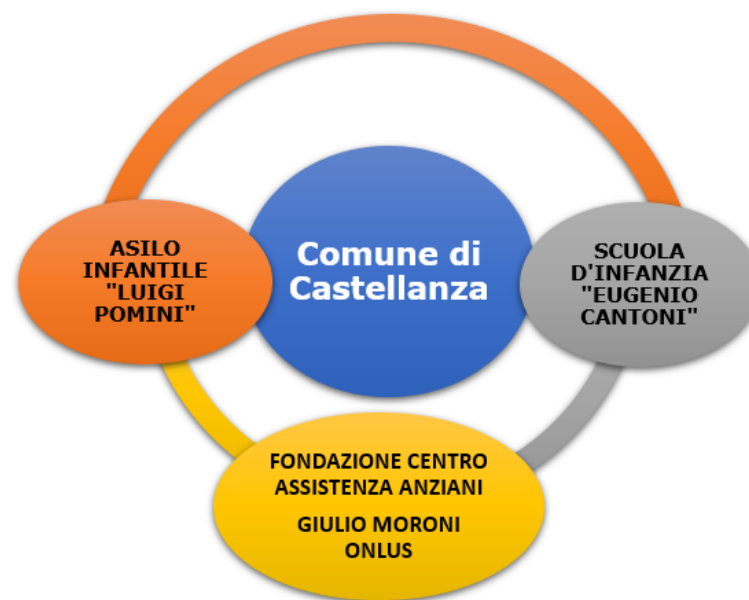 Comune di
Castellanza
ASILO
INFANTILE
"LUIGI
POMINI"
SCUOLA
D'INFANZIA
"EUGENIO
CANTONI"
FONDAZIONE CENTRO
ASSISTENZA ANZIANI
GIULIO MORONI
ONLUS